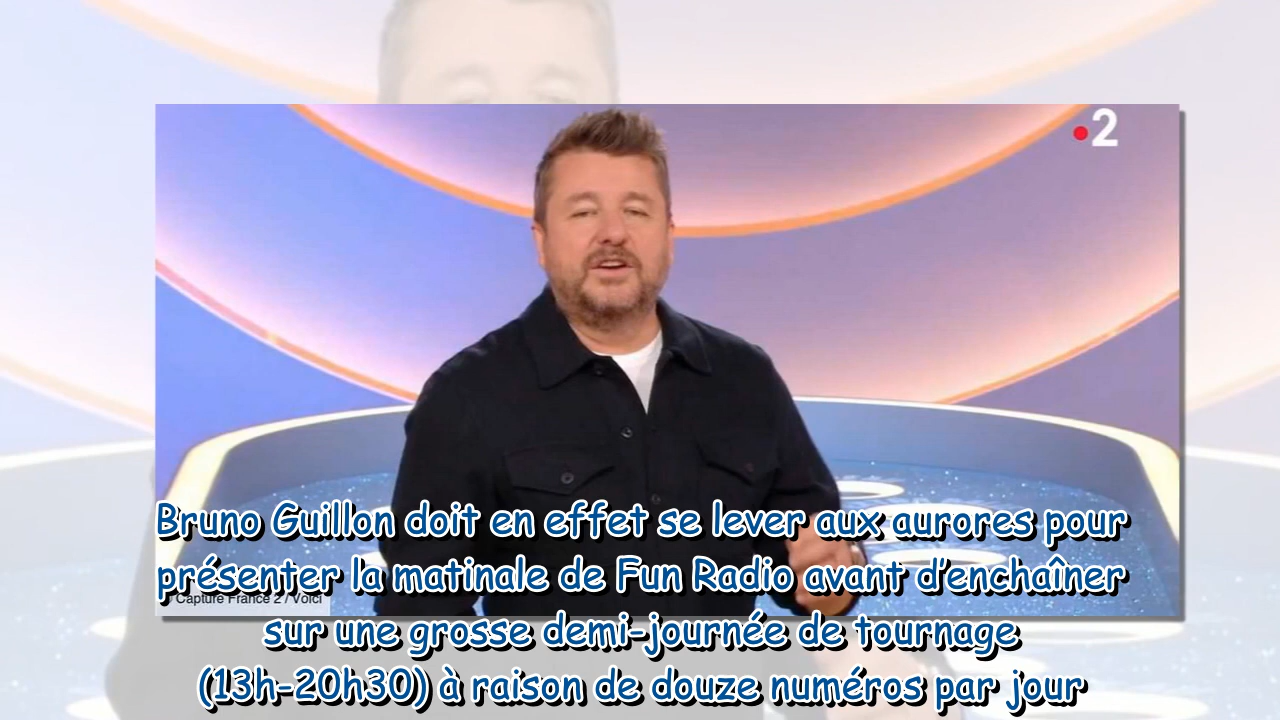 2
Bruno Guillon doit en effet se lever aux aurores pour
présenter la matinale de Fun Radio avant d'enchaîner
Capture France 2 / Voici
sur une grosse demi-journée de tournage
(13h-20h30) à raison de douze numéros par jour